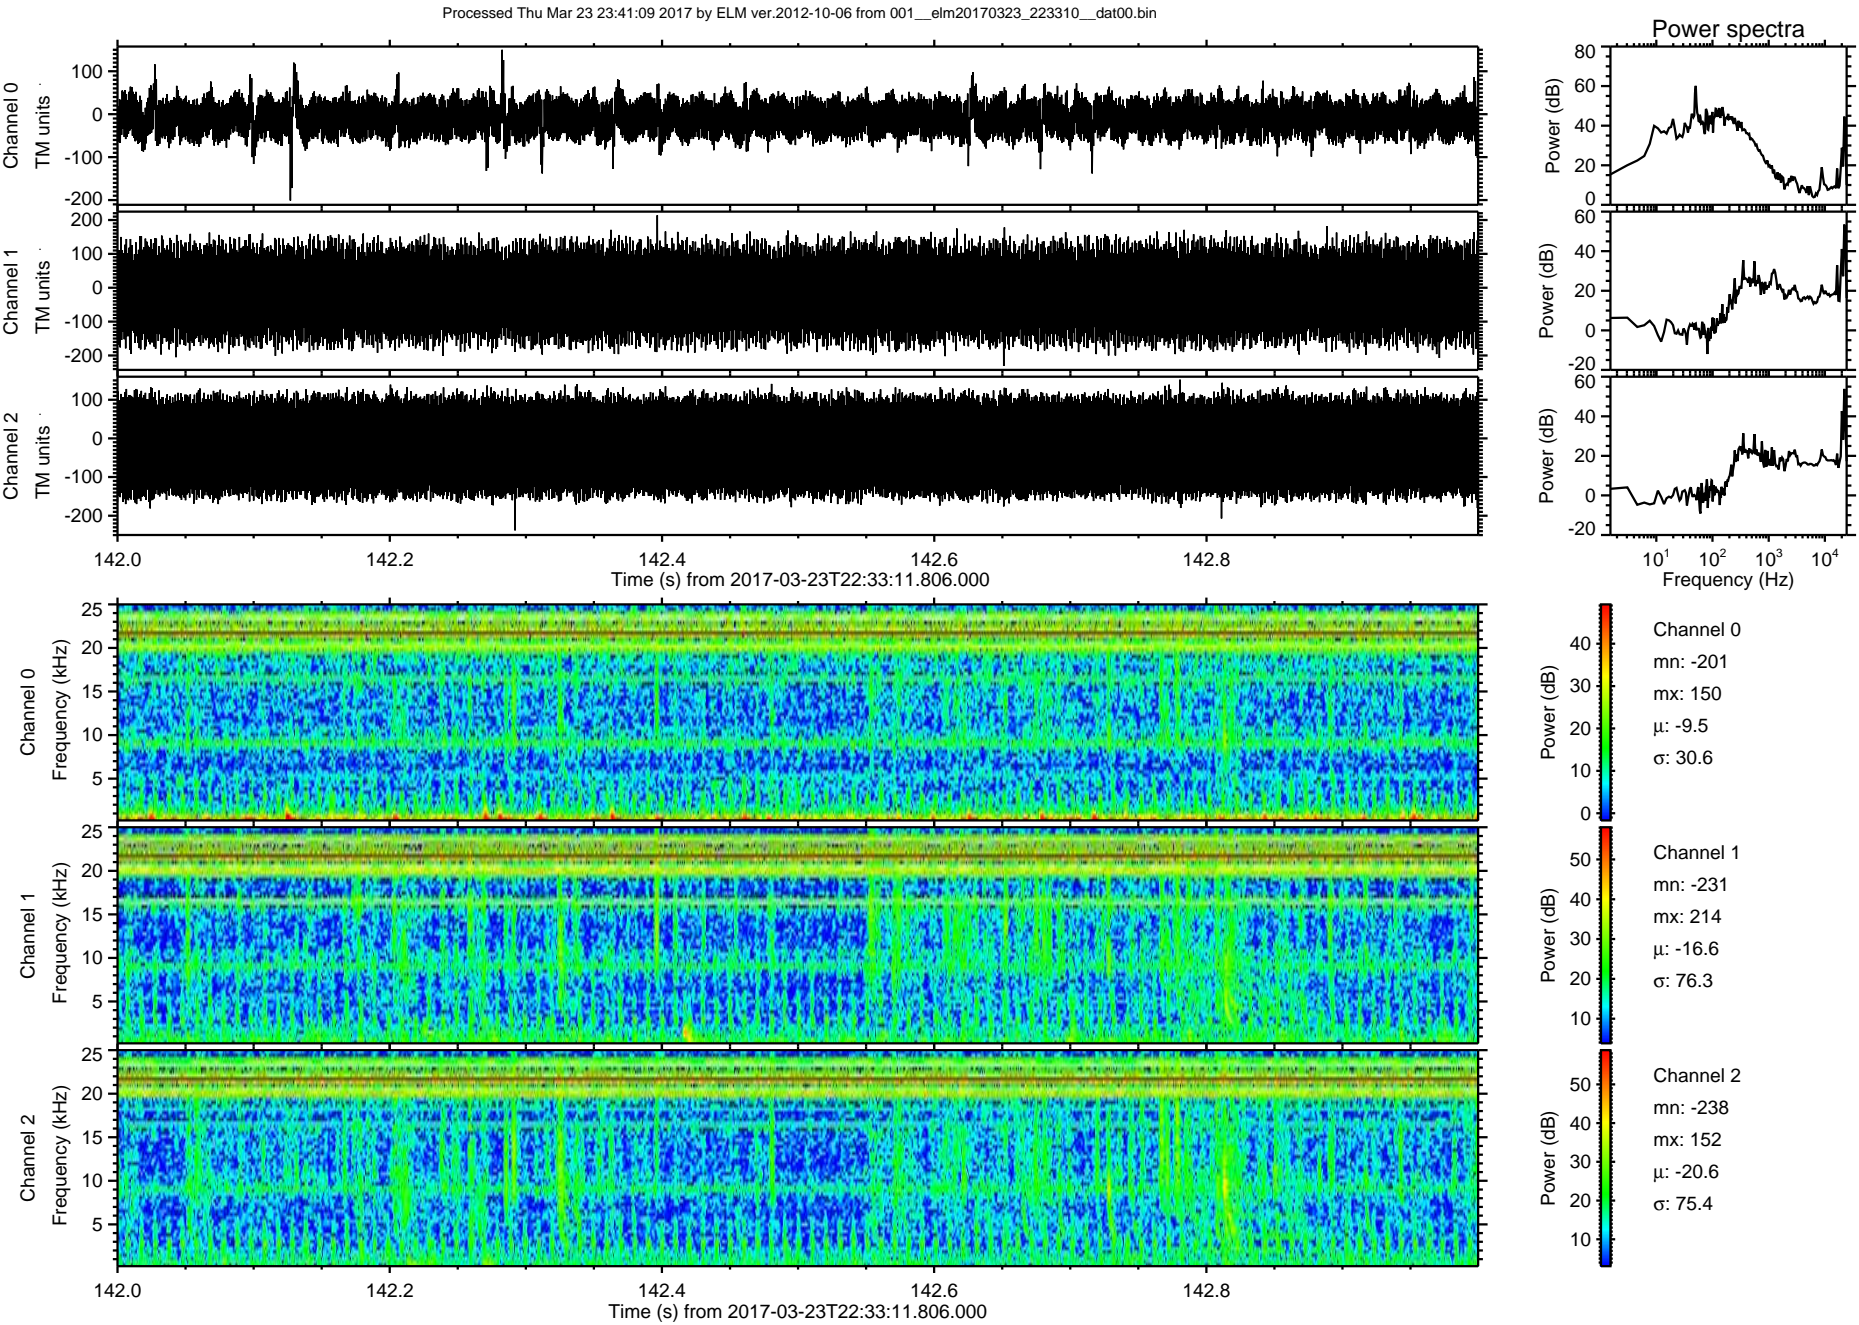 Processed Thu Mar 23 23:41:09 2017 by ELM ver.2012-10-06 from 001__elm20170323_223310__dat00.bin
Power spectra
Channel 0
TM units
100
0
-100
-200
Power (dB)
80
60
40
20
0
Channel 1
TM units
200
100
0
-100
-200
Power (dB)
60
40
20
0
-20
Channel 2
TM units
100
0
-100
-200
Power (dB)
60
40
20
0
-20
142.0
142.2
142.4
142.6
142.8
Time (s) from 2017-03-23T22:33:11.806.000
10^1
10^2
10^3
10^4
Frequency (Hz)
Channel 0
Frequency (kHz)
25
20
15
10
5
Power (dB)
40
30
20
10
0
Channel 0
mn: -201
mx: 150
μ: -9.5
σ: 30.6
Channel 1
Frequency (kHz)
25
20
15
10
5
Power (dB)
50
40
30
20
10
Channel 1
mn: -231
mx: 214
μ: -16.6
σ: 76.3
Channel 2
Frequency (kHz)
25
20
15
10
5
Power (dB)
50
40
30
20
10
Channel 2
mn: -238
mx: 152
μ: -20.6
σ: 75.4
142.0
142.2
142.4
142.6
142.8
Time (s) from 2017-03-23T22:33:11.806.000